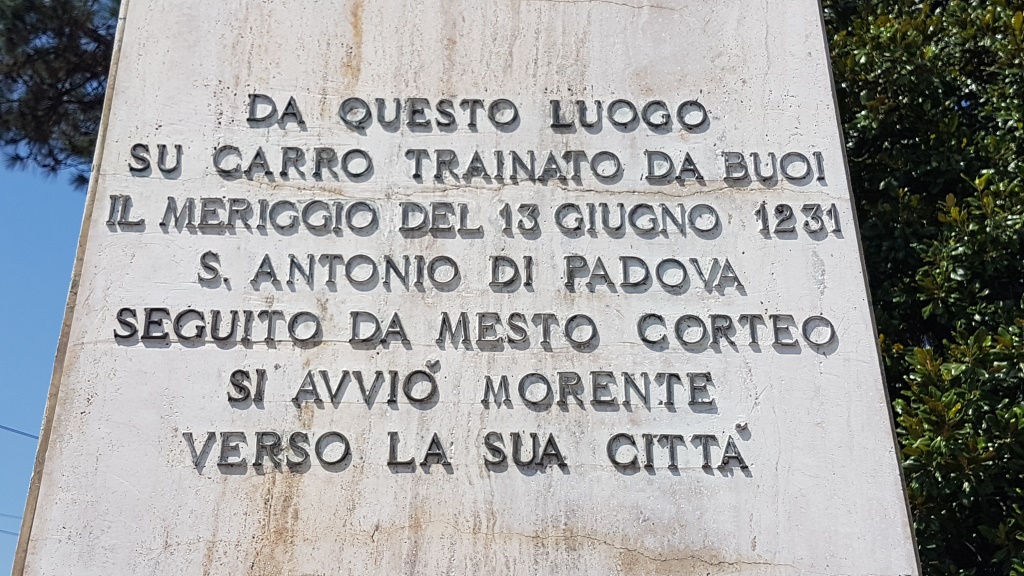 DA QUESTO LUOGO
SU CARRO TRAINATO DA BUOI
IL MERIGGIO DEL 13 GIUGNO 1231
S. ANTONIO DI PADOVA
SEGUITO DA MESTO CORTEO
SI AVVIÒ MORENTE
VERSO LA SUA CITTÀ